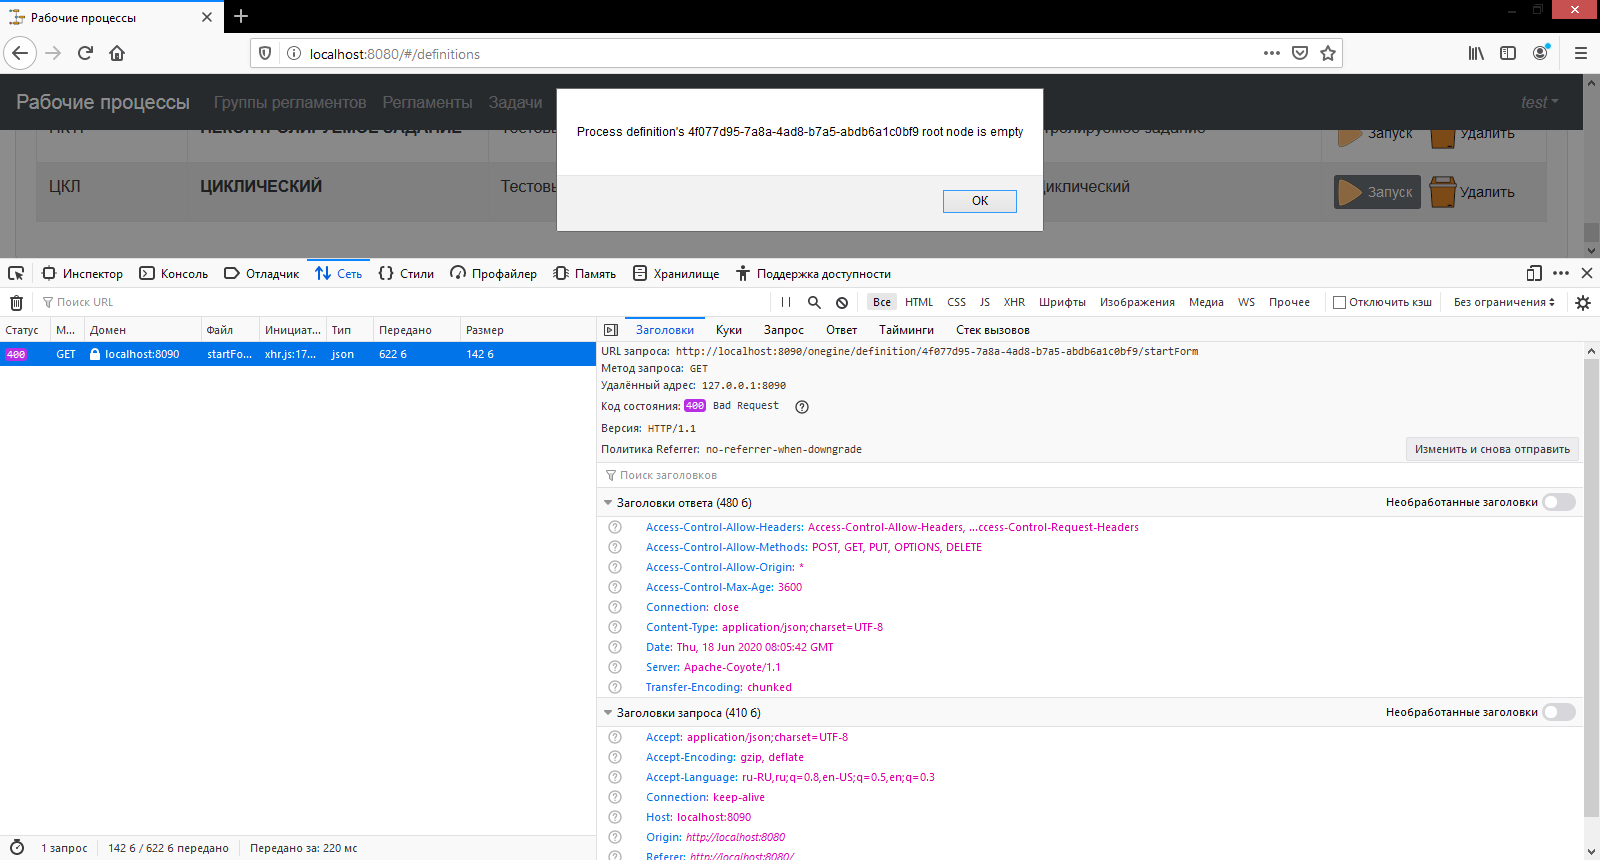 Рабочие процессы
localhost:8080/#/definitions
Рабочие процессы Группы регламентов Регламенты Задачи test
Process definition's 4f077d95-7a8a-4ad8-b7a5-abdb6a1c0bf9 root node is empty
Запуск Удалить
ЦКЛ ЦИКЛИЧЕСКИЙ Тестовы Запуск Удалить
OK
Инспектор Консоль Отладчик Сеть Стили Профайлер Память Хранилище Поддержка доступности
Поиск URL Все HTML CSS JS XHR Шрифты Изображения Медиа WS Прочее Отключить кэш Без ограничения
Статус М... Домен Файл Инициат... Тип Передано Размер
400 GET localhost:8090 startFo... xhr.js:17... json 622 б 142 б
Заголовки Куки Запрос Ответ Тайминги Стек вызовов
URL запроса: http://localhost:8090/onegine/definition/4f077d95-7a8a-4ad8-b7a5-abdb6a1c0bf9/startForm
Метод запроса: GET
Удалённый адрес: 127.0.0.1:8090
Код состояния: 400 Bad Request
Версия: HTTP/1.1
Политика Referrer: no-referrer-when-downgrade
Изменить и снова отправить
Поиск заголовков
Заголовки ответа (480 б) Необработанные заголовки
Access-Control-Allow-Headers: Access-Control-Allow-Headers, ...ccess-Control-Request-Headers
Access-Control-Allow-Methods: POST, GET, PUT, OPTIONS, DELETE
Access-Control-Allow-Origin: *
Access-Control-Max-Age: 3600
Connection: close
Content-Type: application/json;charset=UTF-8
Date: Thu, 18 Jun 2020 08:05:42 GMT
Server: Apache-Coyote/1.1
Transfer-Encoding: chunked
Заголовки запроса (410 б) Необработанные заголовки
Accept: application/json;charset=UTF-8
Accept-Encoding: gzip, deflate
Accept-Language: ru-RU,ru;q=0.8,en-US;q=0.5,en;q=0.3
Connection: keep-alive
Host: localhost:8090
Origin: http://localhost:8080
Referer: http://localhost:8080/
1 запрос 142 б / 622 б передано Передано за: 220 мс